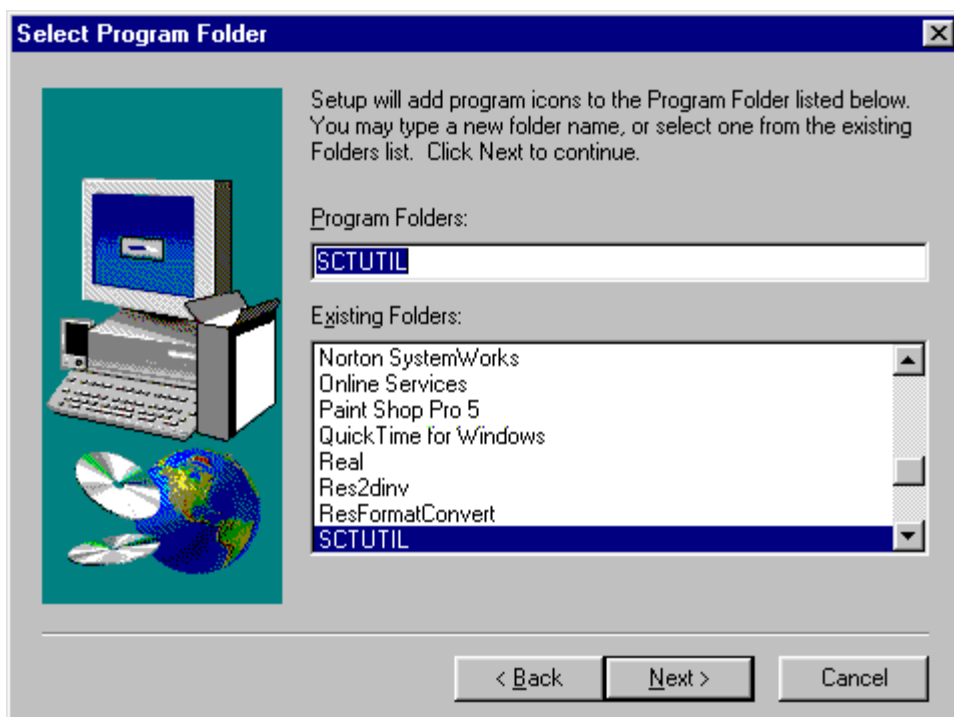 Select Program Folder
Setup will add program icons to the Program Folder listed below.
You may type a new folder name, or select one from the existing
Folders list.  Click Next to continue.
Program Folders:
SCTUTIL
Existing Folders:
Norton SystemWorks
Online Services
Paint Shop Pro 5
QuickTime for Windows
Real
Res2dinv
ResFormatConvert
SCTUTIL
< Back
Next >
Cancel